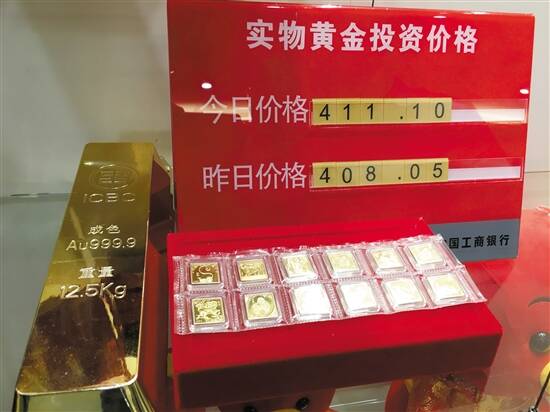 实物黄金投资价格
今日价格 411.10
昨日价格 408.05
国工商银行
ICBC
成色
Au999.9
重量
12.5Kg